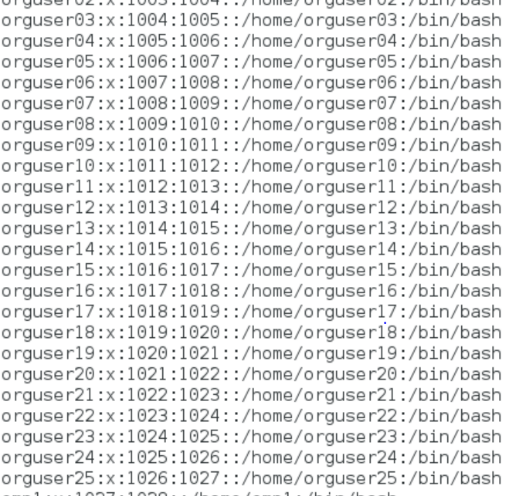 orguser02:x:1003:1004::/home/orguser02:/bin/bash
orguser03:x:1004:1005::/home/orguser03:/bin/bash
orguser04:x:1005:1006::/home/orguser04:/bin/bash
orguser05:x:1006:1007::/home/orguser05:/bin/bash
orguser06:x:1007:1008::/home/orguser06:/bin/bash
orguser07:x:1008:1009::/home/orguser07:/bin/bash
orguser08:x:1009:1010::/home/orguser08:/bin/bash
orguser09:x:1010:1011::/home/orguser09:/bin/bash
orguser10:x:1011:1012::/home/orguser10:/bin/bash
orguser11:x:1012:1013::/home/orguser11:/bin/bash
orguser12:x:1013:1014::/home/orguser12:/bin/bash
orguser13:x:1014:1015::/home/orguser13:/bin/bash
orguser14:x:1015:1016::/home/orguser14:/bin/bash
orguser15:x:1016:1017::/home/orguser15:/bin/bash
orguser16:x:1017:1018::/home/orguser16:/bin/bash
orguser17:x:1018:1019::/home/orguser17:/bin/bash
orguser18:x:1019:1020::/home/orguser18:/bin/bash
orguser19:x:1020:1021::/home/orguser19:/bin/bash
orguser20:x:1021:1022::/home/orguser20:/bin/bash
orguser21:x:1022:1023::/home/orguser21:/bin/bash
orguser22:x:1023:1024::/home/orguser22:/bin/bash
orguser23:x:1024:1025::/home/orguser23:/bin/bash
orguser24:x:1025:1026::/home/orguser24:/bin/bash
orguser25:x:1026:1027::/home/orguser25:/bin/bash